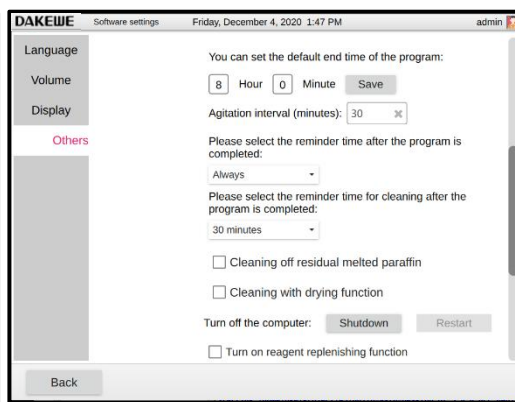 DAKEWE Software settings Friday, December 4, 2020 1:47 PM admin
Language
Volume
Display
Others
You can set the default end time of the program:
8 Hour 0 Minute Save
Agitation interval (minutes): 30
Please select the reminder time after the program is
completed:
Always
Please select the reminder time for cleaning after the
program is completed:
30 minutes
Cleaning off residual melted paraffin
Cleaning with drying function
Turn off the computer: Shutdown Restart
Turn on reagent replenishing function
Back